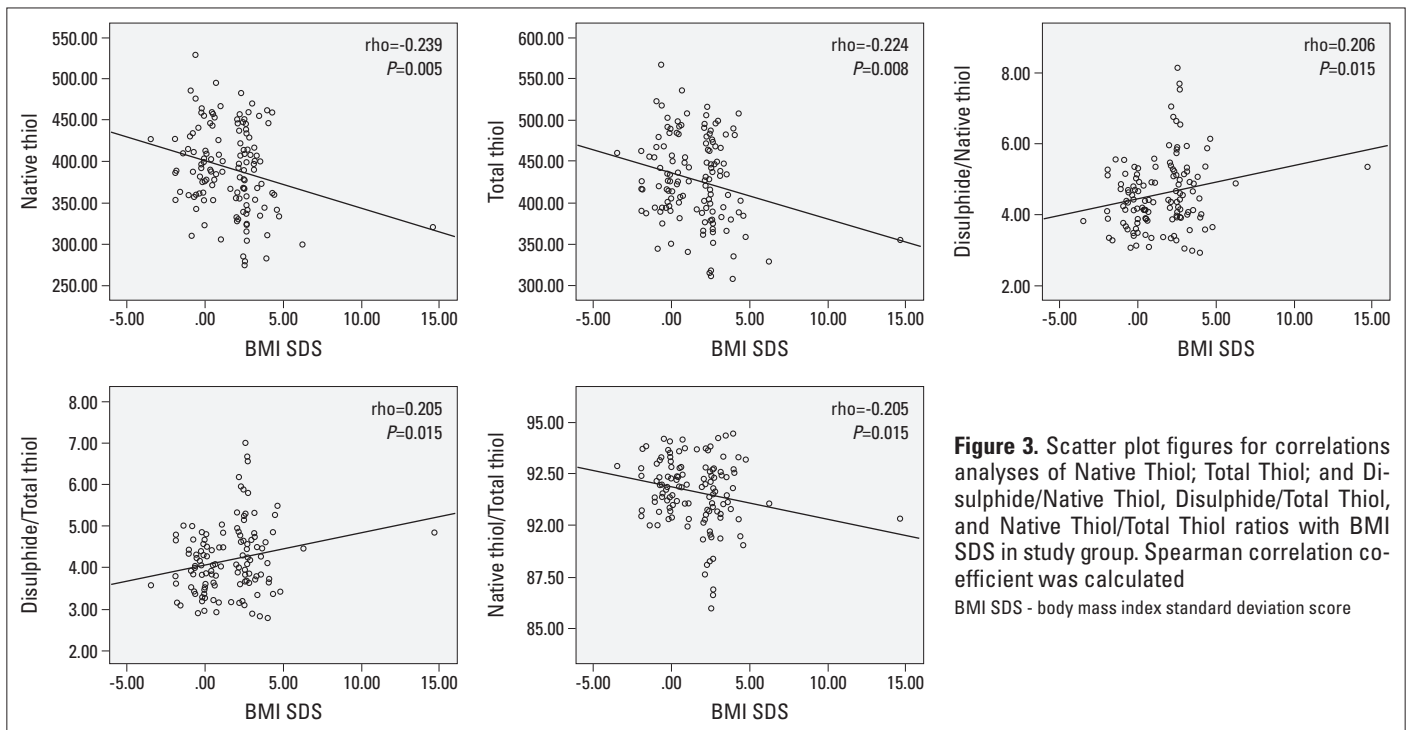 550.00
500.00
450.00
400.00
350.00
300.00
250.00
Native thiol
rho=-0.239
P=0.005
-5.00 .00 5.00 10.00 15.00
BMI SDS
600.00
550.00
500.00
450.00
400.00
350.00
300.00
Total thiol
rho=-0.224
P=0.008
-5.00 .00 5.00 10.00 15.00
BMI SDS
8.00
6.00
4.00
2.00
Disulphide/Native thiol
rho=0.206
P=0.015
-5.00 .00 5.00 10.00 15.00
BMI SDS
8.00
7.00
6.00
5.00
4.00
3.00
2.00
Disulphide/Total thiol
rho=0.205
P=0.015
-5.00 .00 5.00 10.00 15.00
BMI SDS
95.00
92.50
92.00
87.50
85.00
Native thiol/Total thiol
rho=-0.205
P=0.015
-5.00 .00 5.00 10.00 15.00
BMI SDS
Figure 3. Scatter plot figures for correlations
analyses of Native Thiol; Total Thiol; and Di-
sulphide/Native Thiol, Disulphide/Total Thiol,
and Native Thiol/Total Thiol ratios with BMI
SDS in study group. Spearman correlation co-
efficient was calculated
BMI SDS - body mass index standard deviation score